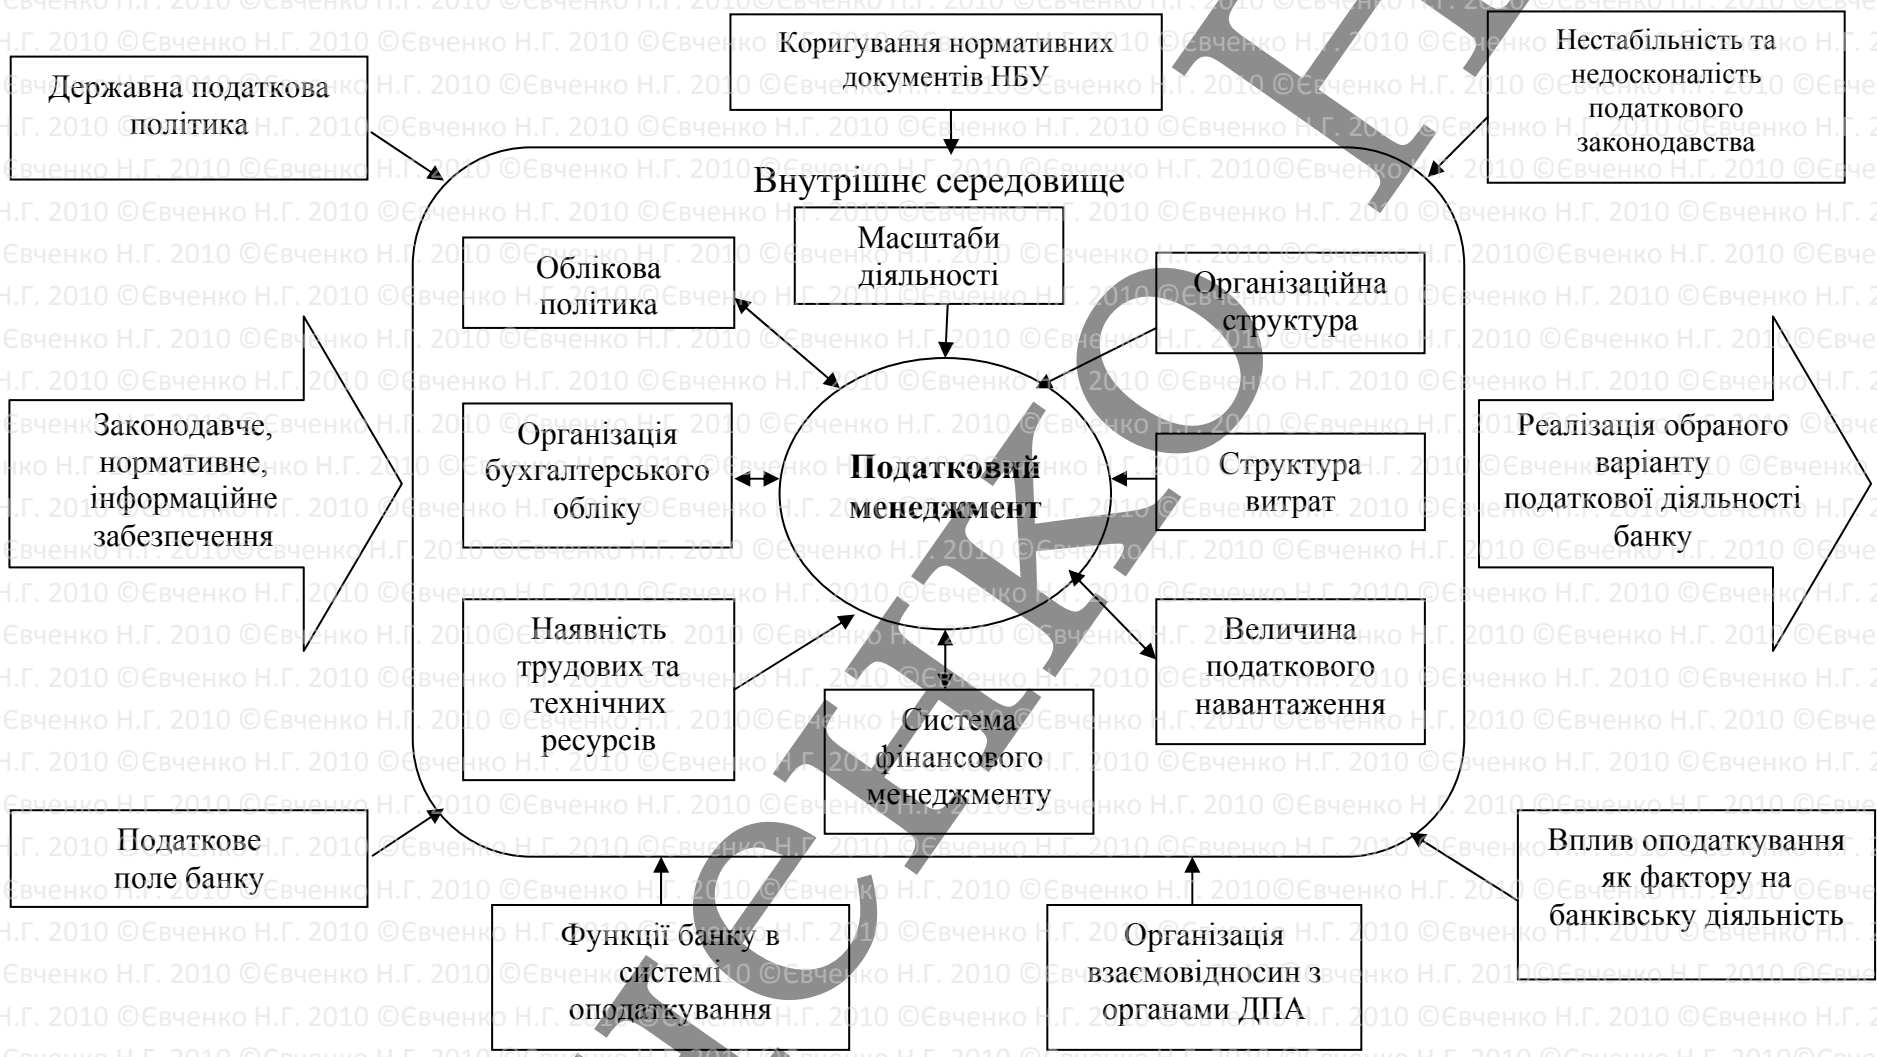 Державна податкова
політика
Коригування нормативних
документів НБУ
Нестабільність та
недосконалість
податкового
законодавства
Внутрішнє середовище
Облікова
політика
Масштаби
діяльності
Організаційна
структура
Законодавче,
нормативне,
інформаційне
забезпечення
Організація
бухгалтерського
обліку
Податковий
менеджмент
Структура
витрат
Реалізація обраного
варіанту
податкової діяльності
банку
Наявність
трудових та
технічних
ресурсів
Система
фінансового
менеджменту
Величина
податкового
навантаження
Податкове
поле банку
Функції банку в
системі
оподаткування
Організація
взаємовідносин з
органами ДПА
Вплив оподаткування
як фактору на
банківську діяльність
©Євченко Н.Г. 2010